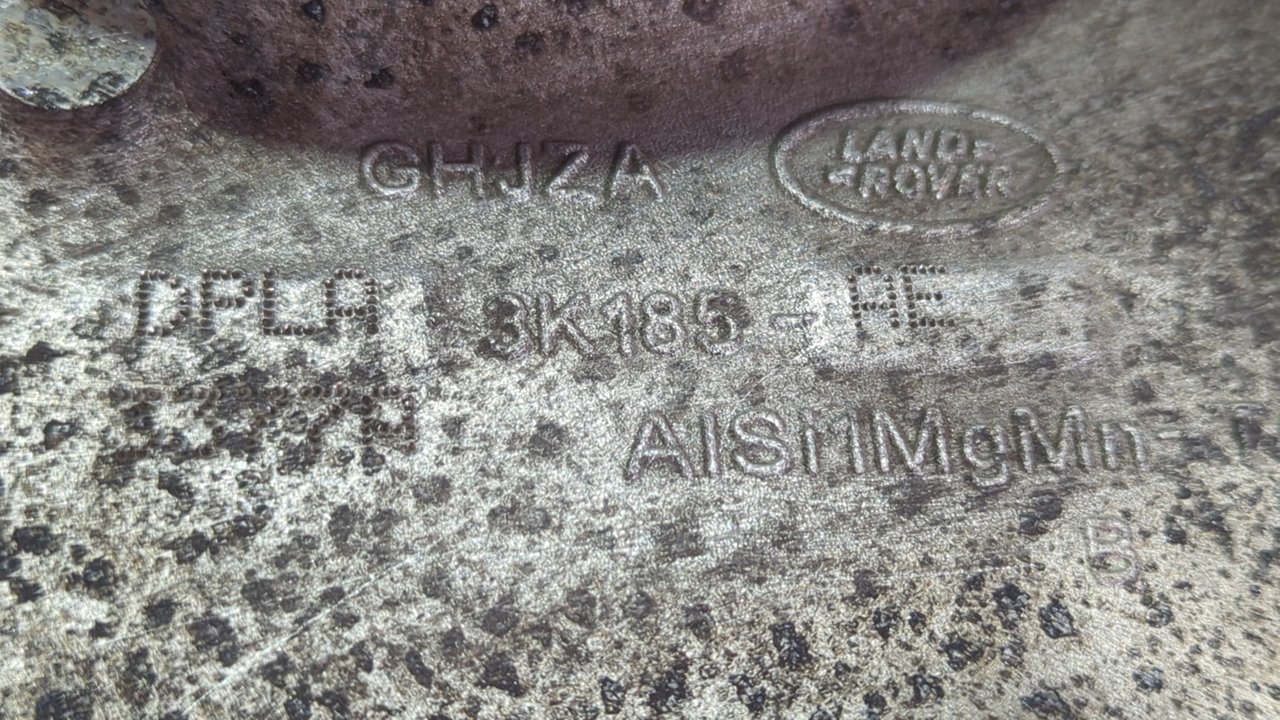 GHJZA
LAND-
ROVER
DPLA 3K185 - AE
AlSi1MgMn - T
B